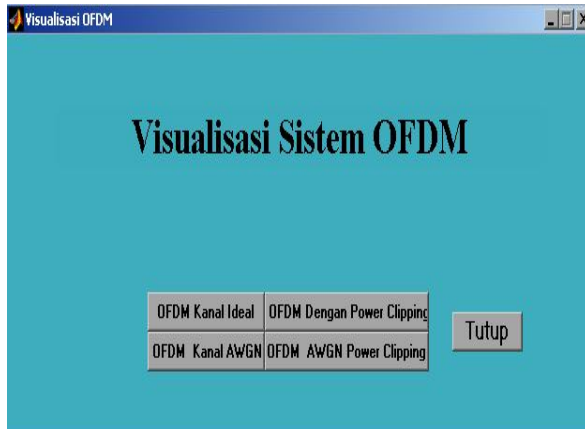 Visualisasi OFDM
Visualisasi Sistem OFDM
OFDM Kanal Ideal
OFDM Dengan Power Clipping
OFDM Kanal AWGN
OFDM AWGN Power Clipping
Tutup